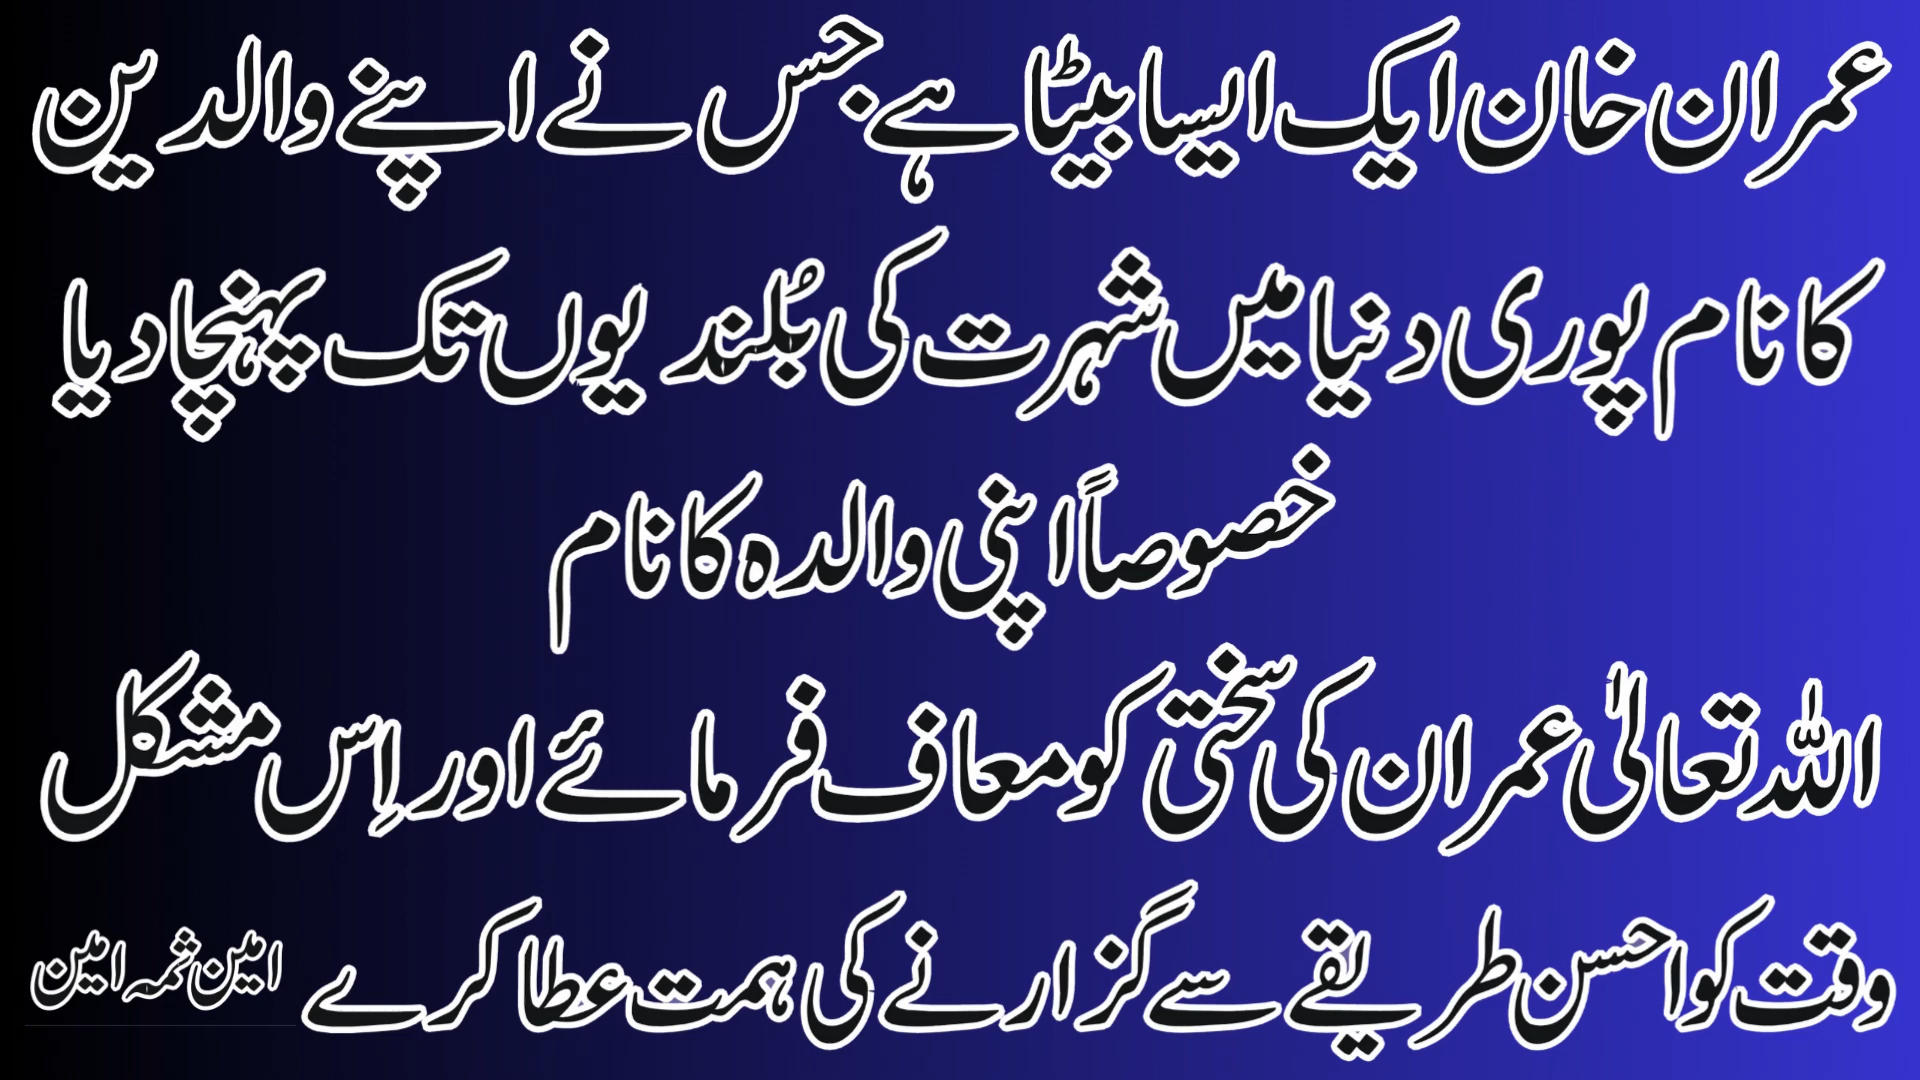 عمران خان ایک ایسا بیٹا ہے جس نے اپنے والدین
کا نام پوری دنیا میں شہرت کی بُلند یوں تک پہنچا دیا
خصوصاً اپنی والدہ کا نام
اللہ تعالیٰ عمران کی سختی کو معاف فرمائے اور اِس مشکل
وقت کو احسن طریقے سے گزارنے کی ہمت عطا کرے امین ثمہ امین